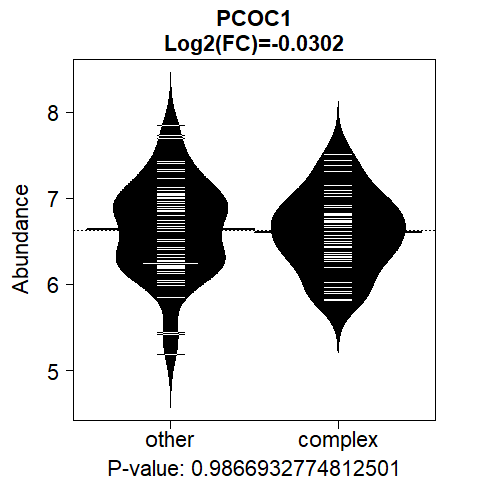 PCOC1
Log2(FC)=-0.0302
Abundance
8
7
6
5
other complex
P-value: 0.9866932774812501